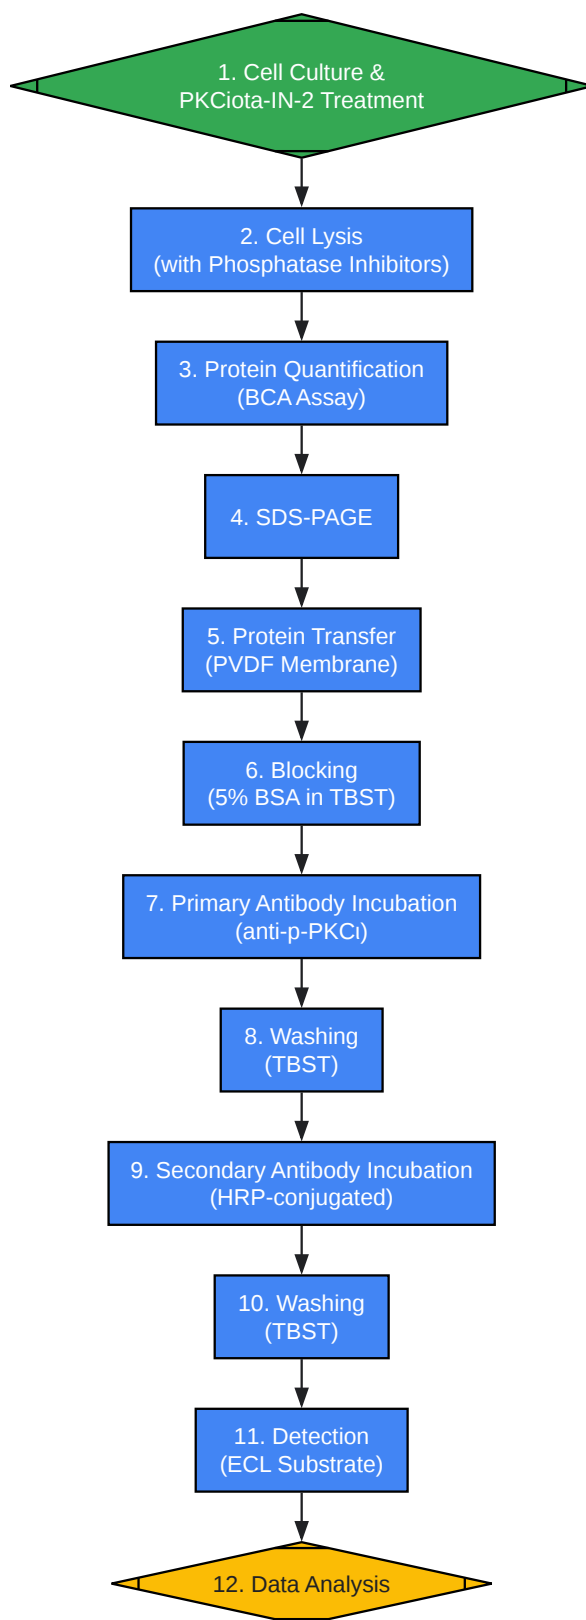 1. Cell Culture &
PKCiota-IN-2 Treatment
2. Cell Lysis
(with Phosphatase Inhibitors)
3. Protein Quantification
(BCA Assay)
4. SDS-PAGE
5. Protein Transfer
(PVDF Membrane)
6. Blocking
(5% BSA in TBST)
7. Primary Antibody Incubation
(anti-p-PKCι)
8. Washing
(TBST)
9. Secondary Antibody Incubation
(HRP-conjugated)
10. Washing
(TBST)
11. Detection
(ECL Substrate)
12. Data Analysis